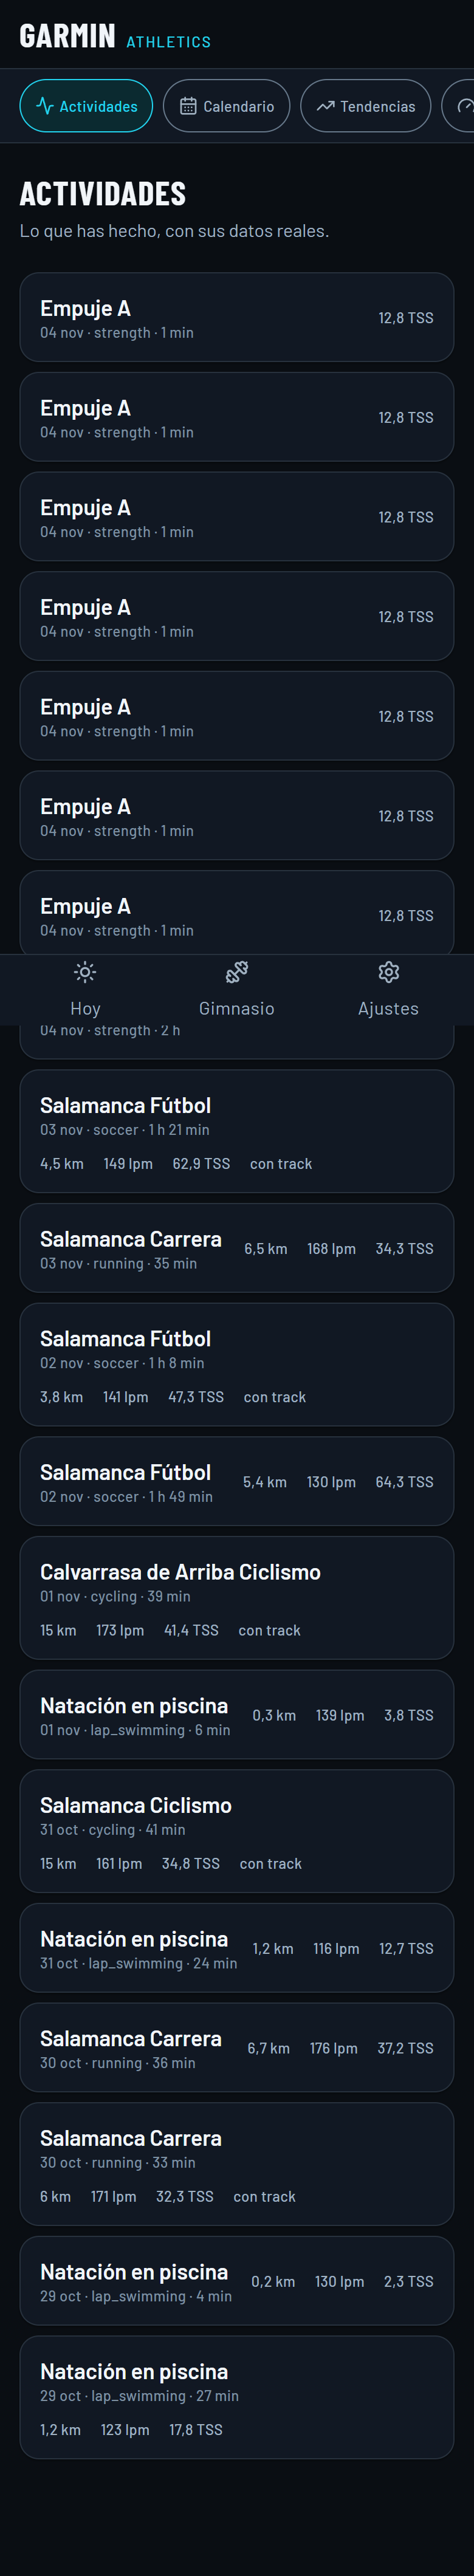 GARMIN ATHLETICS
Actividades Calendario Tendencias
ACTIVIDADES
Lo que has hecho, con sus datos reales.
Empuje A
04 nov · strength · 1 min
12,8 TSS
Empuje A
04 nov · strength · 1 min
12,8 TSS
Empuje A
04 nov · strength · 1 min
12,8 TSS
Empuje A
04 nov · strength · 1 min
12,8 TSS
Empuje A
04 nov · strength · 1 min
12,8 TSS
Empuje A
04 nov · strength · 1 min
12,8 TSS
Empuje A
04 nov · strength · 1 min
12,8 TSS
Hoy Gimnasio Ajustes
04 nov · strength · 2 h
Salamanca Fútbol
03 nov · soccer · 1 h 21 min
4,5 km 149 lpm 62,9 TSS con track
Salamanca Carrera
03 nov · running · 35 min
6,5 km 168 lpm 34,3 TSS
Salamanca Fútbol
02 nov · soccer · 1 h 8 min
3,8 km 141 lpm 47,3 TSS con track
Salamanca Fútbol
02 nov · soccer · 1 h 49 min
5,4 km 130 lpm 64,3 TSS
Calvarrasa de Arriba Ciclismo
01 nov · cycling · 39 min
15 km 173 lpm 41,4 TSS con track
Natación en piscina
01 nov · lap_swimming · 6 min
0,3 km 139 lpm 3,8 TSS
Salamanca Ciclismo
31 oct · cycling · 41 min
15 km 161 lpm 34,8 TSS con track
Natación en piscina
31 oct · lap_swimming · 24 min
1,2 km 116 lpm 12,7 TSS
Salamanca Carrera
30 oct · running · 36 min
6,7 km 176 lpm 37,2 TSS
Salamanca Carrera
30 oct · running · 33 min
6 km 171 lpm 32,3 TSS con track
Natación en piscina
29 oct · lap_swimming · 4 min
0,2 km 130 lpm 2,3 TSS
Natación en piscina
29 oct · lap_swimming · 27 min
1,2 km 123 lpm 17,8 TSS